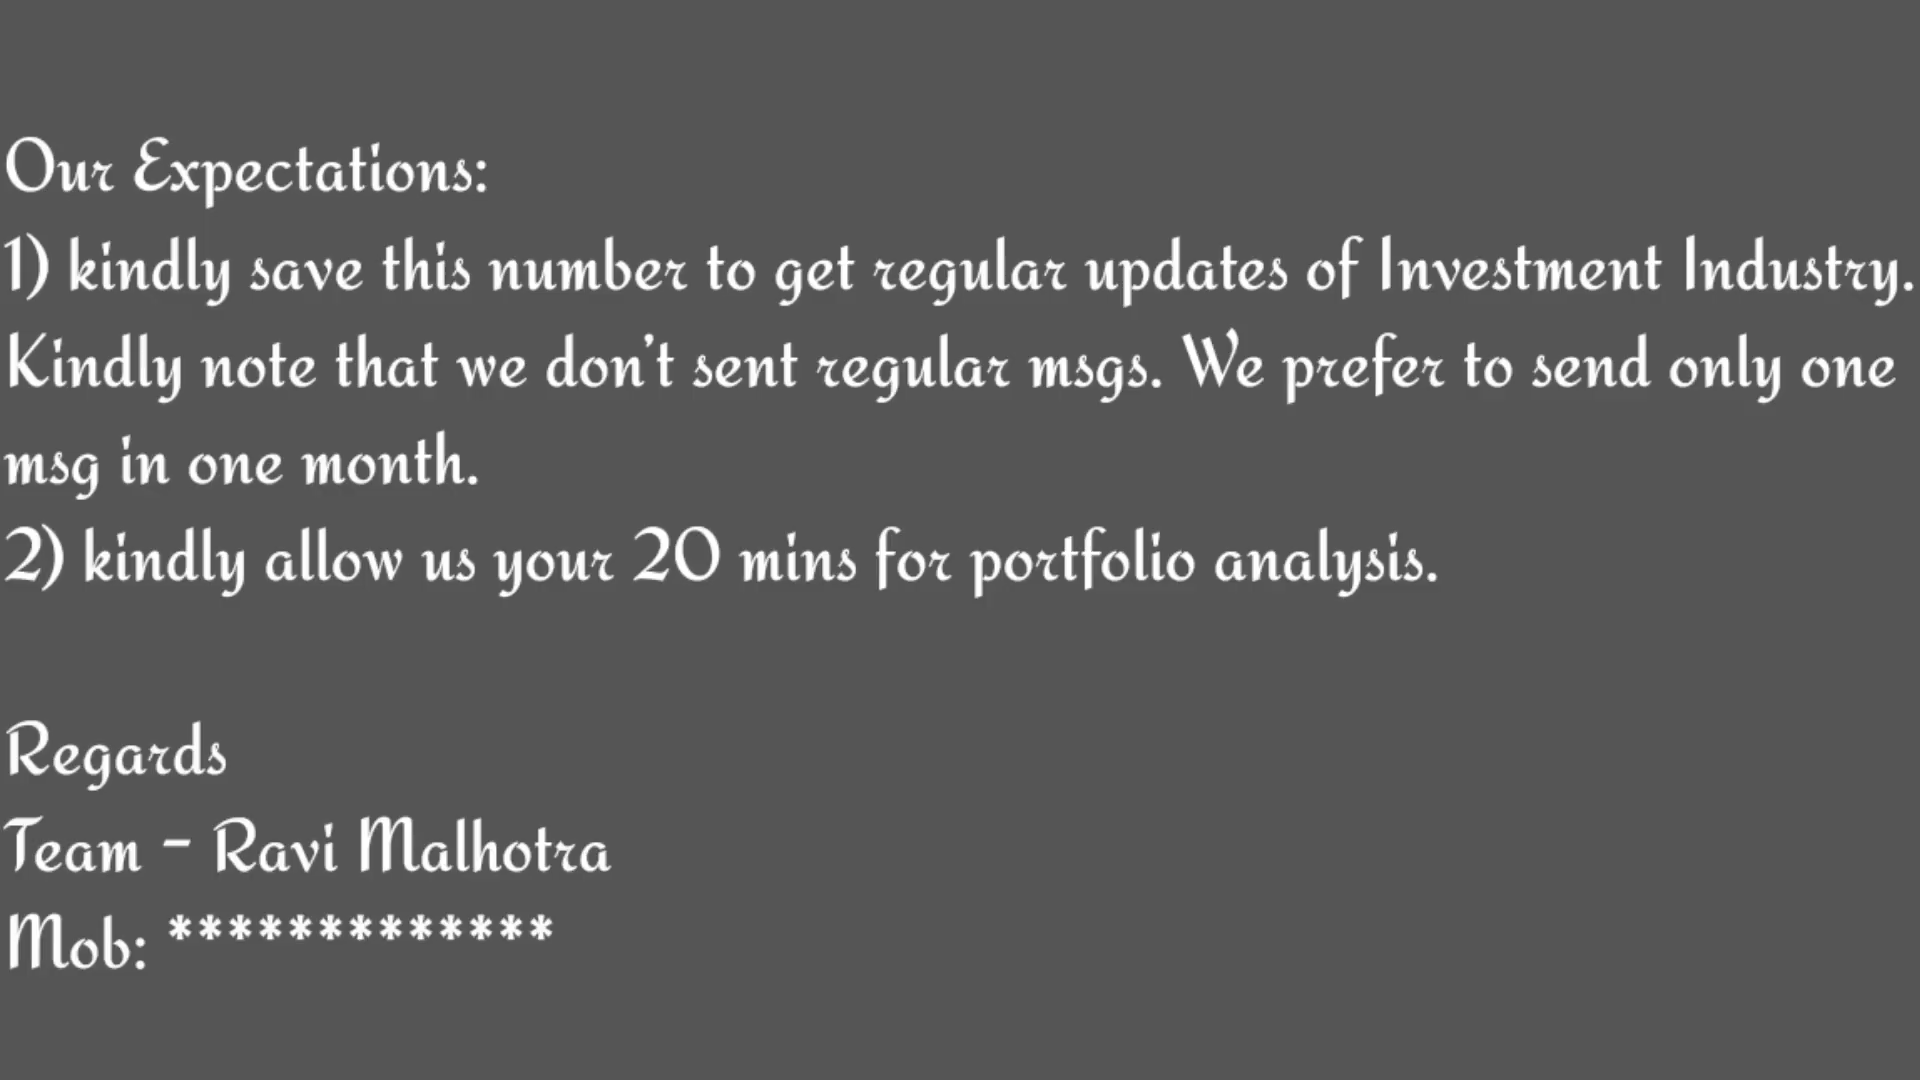 Our Expectations:
1) kindly save this number to get regular updates of Investment Industry.
Kindly note that we don't sent regular msgs. We prefer to send only one
msg in one month.
2) kindly allow us your 20 mins for portfolio analysis.
Regards
Team - Ravi Malhotra
Mob: *************